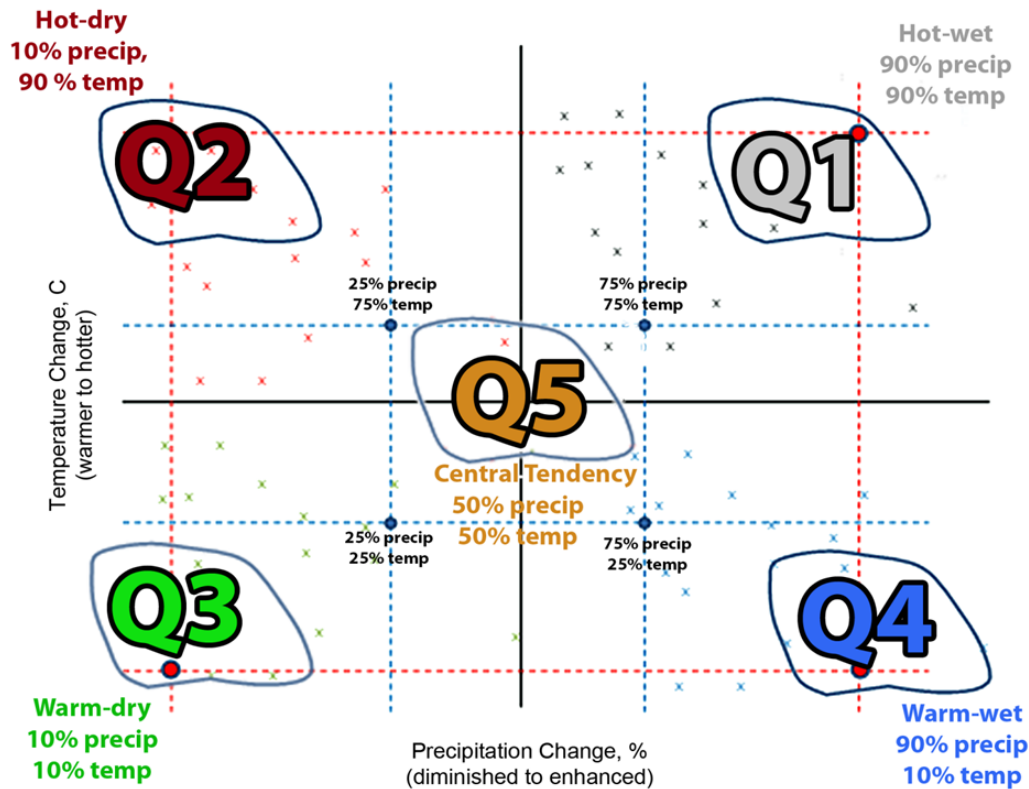 Hot-dry
10% precip,
90 % temp
Hot-wet
90% precip
90% temp
Q2
Q1
25% precip
75% temp
75% precip
75% temp
Temperature Change, C
(warmer to hotter)
Q5
Central Tendency
50% precip
50% temp
25% precip
25% temp
75% precip
25% temp
Q3
Q4
Warm-dry
10% precip
10% temp
Warm-wet
90% precip
10% temp
Precipitation Change, %
(diminished to enhanced)